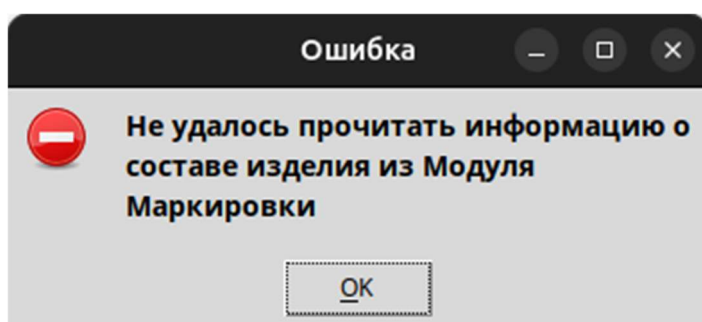 Ошибка
Не удалось прочитать информацию о
составе изделия из Модуля
Маркировки
OK